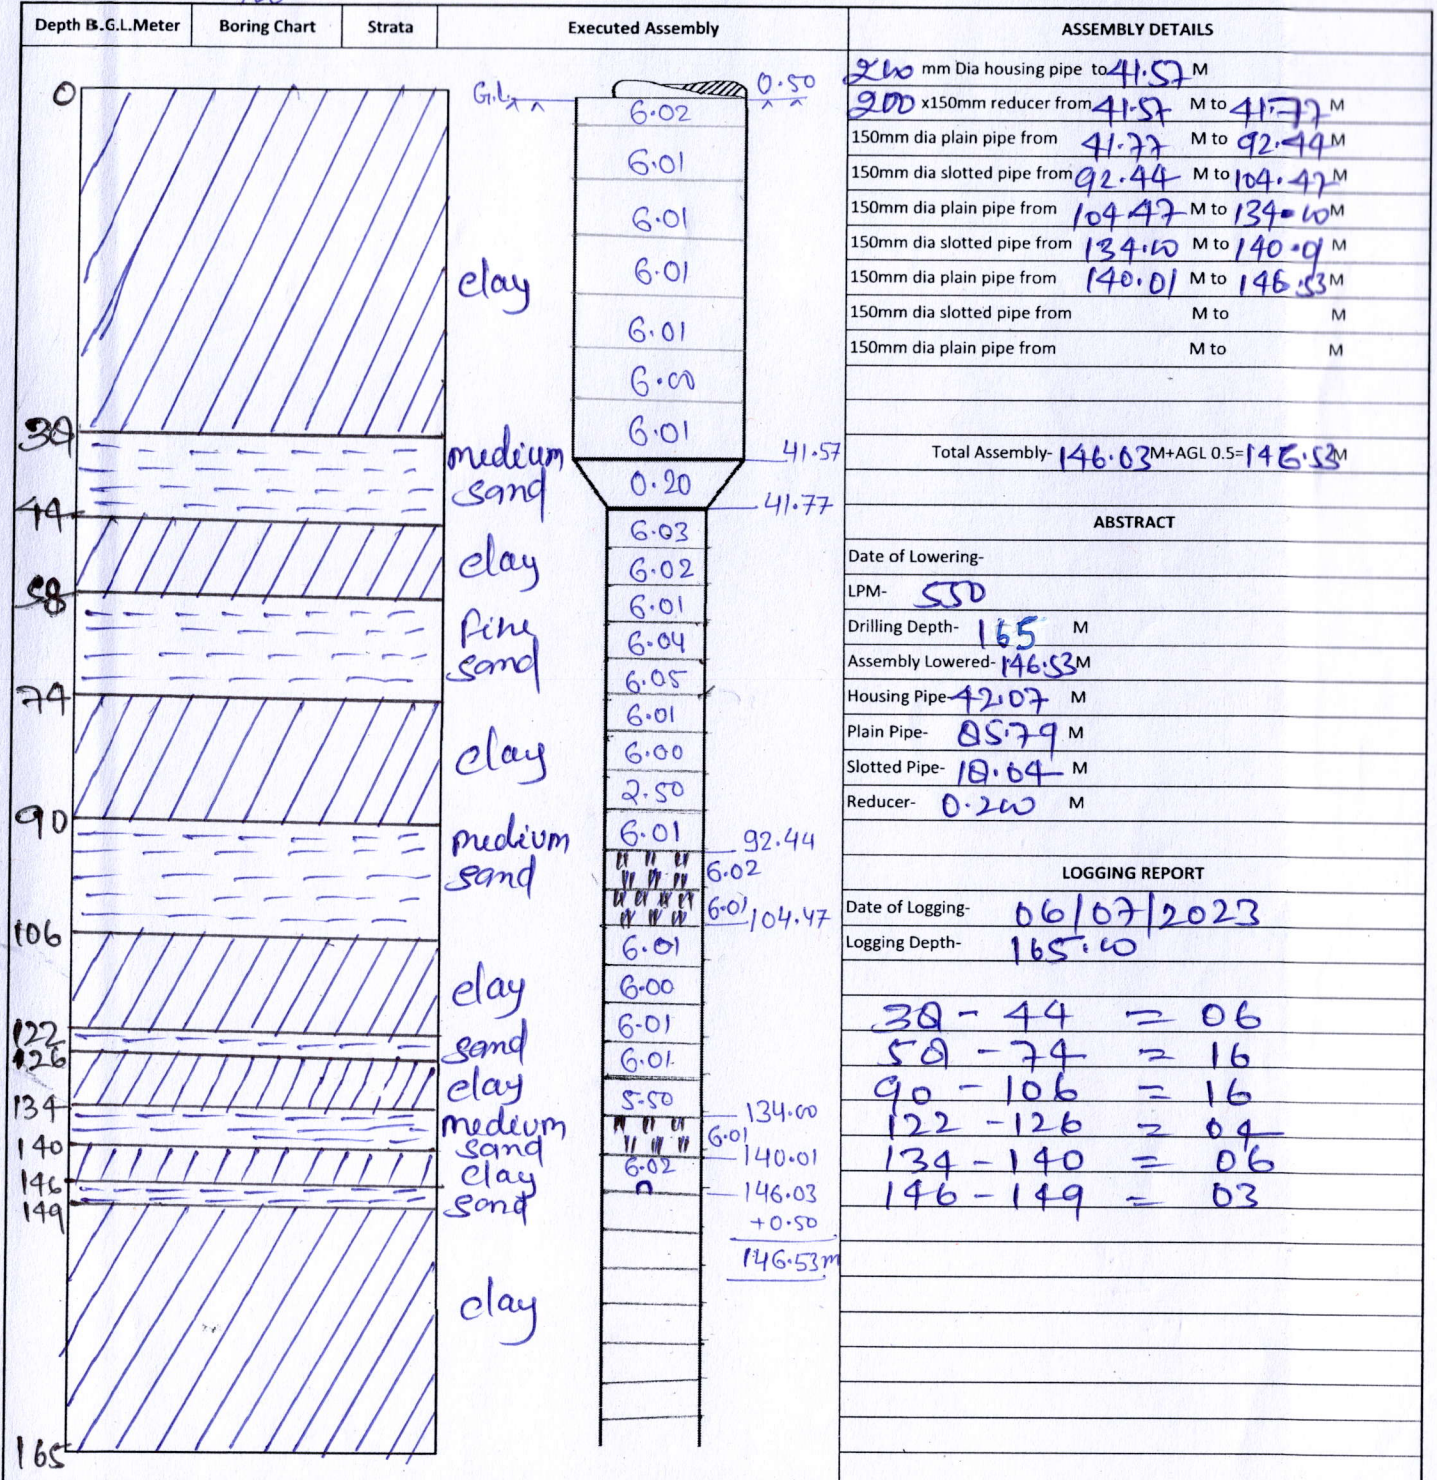 Depth B.G.L.Meter Boring Chart Strata Executed Assembly ASSEMBLY DETAILS
0
38
44
58
74
90
106
122
126
134
140
146
149
165
clay
medium
sand
clay
fine
sand
clay
medium
sand
clay
sand
clay
medium
sand
clay
sand
clay
G.L. 0.50
6.02
6.01
6.01
6.01
6.01
6.00
6.01
41.57
0.20
41.77
6.03
6.02
6.01
6.04
6.05
6.01
6.00
2.50
6.01
92.44
6.02
6.01
104.47
6.01
6.00
6.01
6.01
5.50
134.00
6.01
140.01
6.02
146.03
+0.50
146.53m
200 mm Dia housing pipe to 41.57 M
200 x150mm reducer from 41.57 M to 41.77 M
150mm dia plain pipe from 41.77 M to 92.44 M
150mm dia slotted pipe from 92.44 M to 104.47 M
150mm dia plain pipe from 104.47 M to 134.00 M
150mm dia slotted pipe from 134.00 M to 140.01 M
150mm dia plain pipe from 140.01 M to 146.53 M
150mm dia slotted pipe from M to M
150mm dia plain pipe from M to M
Total Assembly- 146.03 M+AGL 0.5= 146.53 M
ABSTRACT
Date of Lowering-
LPM- 550
Drilling Depth- 165 M
Assembly Lowered- 146.53 M
Housing Pipe- 42.07 M
Plain Pipe- 85.79 M
Slotted Pipe- 18.04 M
Reducer- 0.200 M
LOGGING REPORT
Date of Logging- 06/07/2023
Logging Depth- 165.00
38 - 44 = 06
58 - 74 = 16
90 - 106 = 16
122 - 126 = 04
134 - 140 = 06
146 - 149 = 03